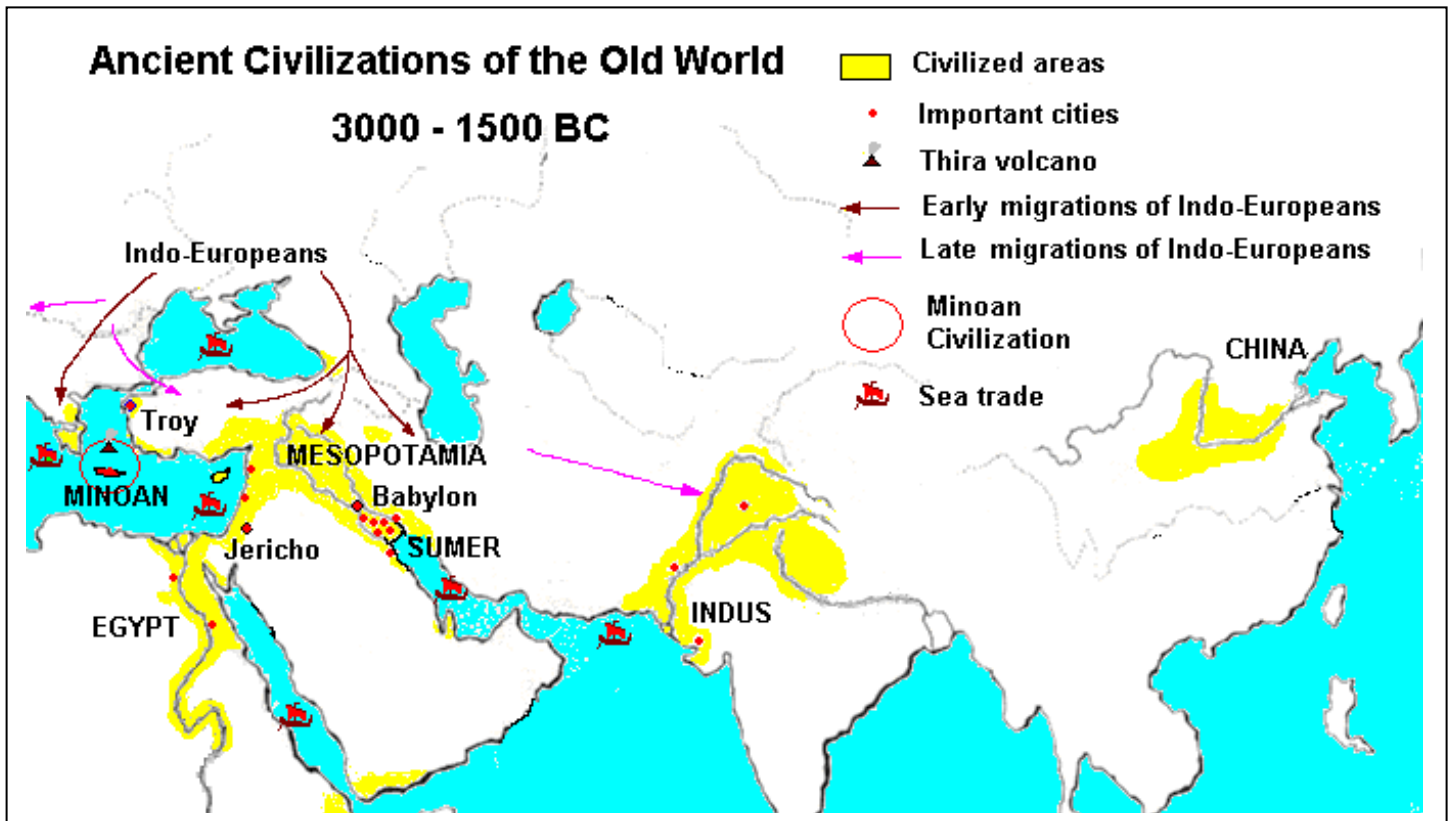 Ancient Civilizations of the Old World
3000 - 1500 BC
Civilized areas
Important cities
Thira volcano
Early migrations of Indo-Europeans
Late migrations of Indo-Europeans
Minoan
Civilization
Sea trade
Indo-Europeans
CHINA
Troy
MESOPOTAMIA
MINOAN
Babylon
Jericho
SUMER
EGYPT
INDUS